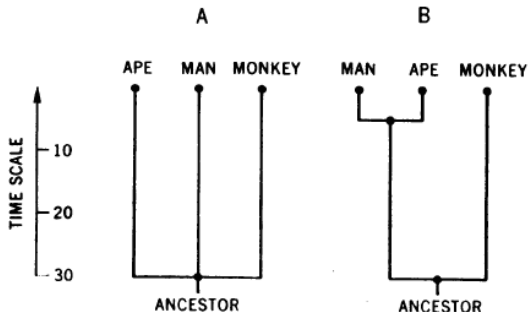 A
B
APE MAN MONKEY
MAN APE MONKEY
TIME SCALE
10
20
30
ANCESTOR
ANCESTOR